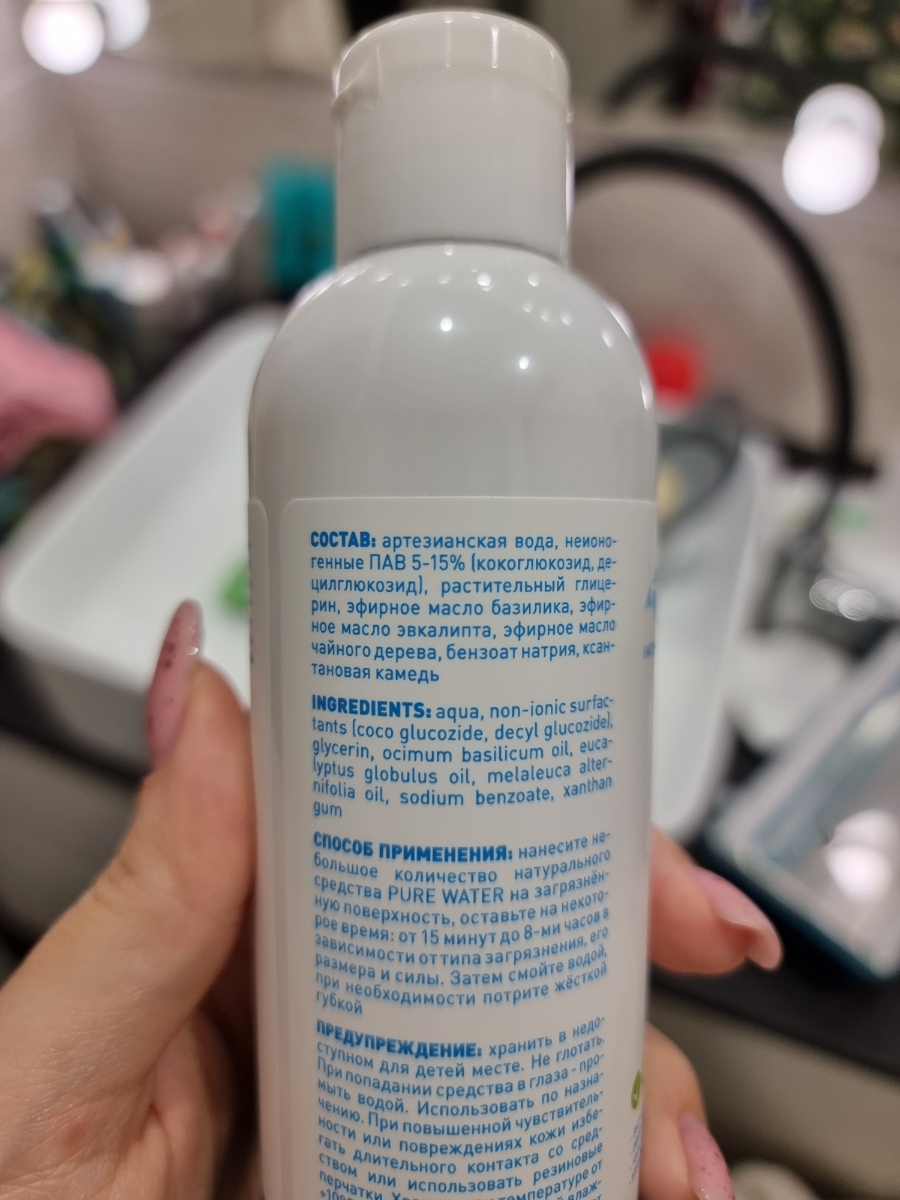 СОСТАВ: артезианская вода, неионо-
генные ПАВ 5-15% (кокоглюкозид, де-
цилглюкозид), растительный глице-
рин, эфирное масло базилика, эфир-
ное масло эвкалипта, эфирное масло
чайного дерева, бензоат натрия, ксан-
тановая камедь
INGREDIENTS: aqua, non-ionic surfac-
tants (coco glucozide, decyl glucozide),
glycerin, ocimum basilicum oil, euca-
lyptus globulus oil, melaleuca alter-
nifolia oil, sodium benzoate, xanthan
gum
СПОСОБ ПРИМЕНЕНИЯ: нанесите не-
большое количество натурального
средства PURE WATER на загрязнён-
ную поверхность, оставьте на некото-
рое время: от 15 минут до 8-ми часов в
зависимости от типа загрязнения, его
размера и силы. Затем смойте водой,
при необходимости потрите жёсткой
губкой
ПРЕДУПРЕЖДЕНИЕ: хранить в недо-
ступном для детей месте. Не глотать.
При попадании средства в глаза - про-
мыть водой. Использовать по назна-
чению. При повышенной чувствитель-
ности или повреждениях кожи избе-
гать длительного контакта со сред-
ством или использовать резиновые
перчатки. температуре от